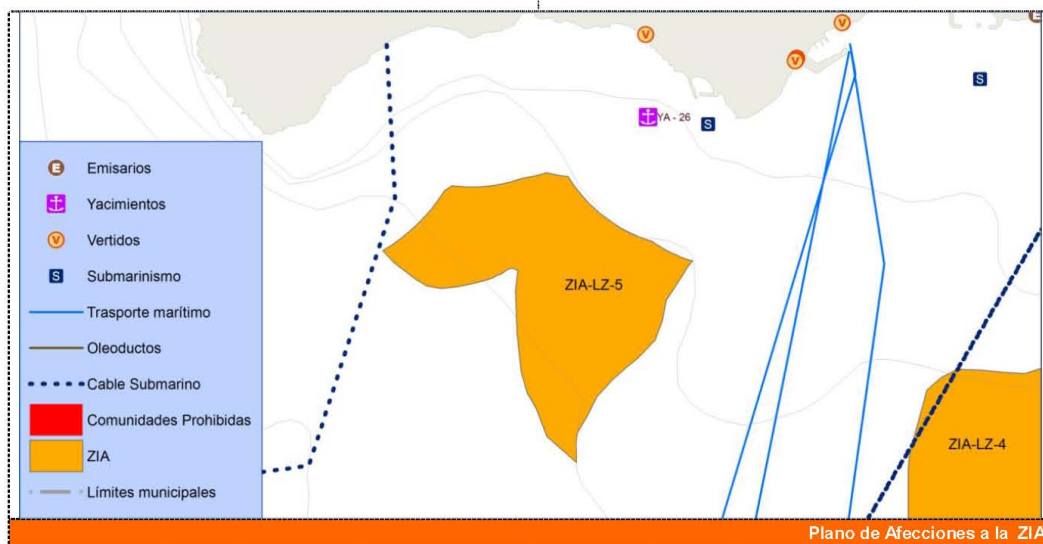 E
V
V
V
S
YA - 26
S
E Emisarios
Yacimientos
V Vertidos
S Submarinismo
Trasporte marítimo
Oleoductos
Cable Submarino
Comunidades Prohibidas
ZIA
Límites municipales
ZIA-LZ-5
ZIA-LZ-4
Plano de Afecciones a la ZIA